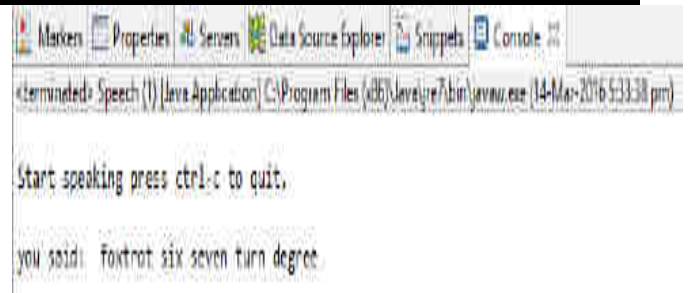 Markers Properties Servers Data Source Explorer Snippets Console
<terminated> Speech (1) [Java Application] C:\Program Files (x86)\Java\jre7\bin\javaw.exe (14-Mar-2016 5:33:38 pm)
Start speaking press ctrl-c to quit,
you said: foxtrot six seven turn degree